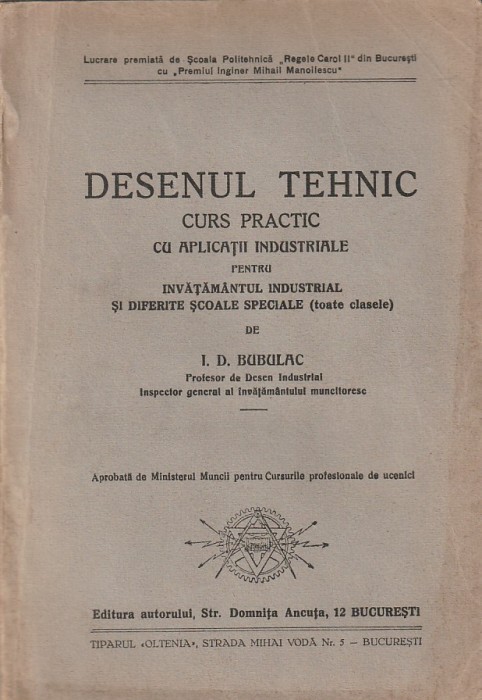 Lucrare premiată de Școala Politehnică „Regele Carol II" din București
cu „Premiul Inginer Mihail Manoilescu"
DESENUL TEHNIC
CURS PRACTIC
CU APLICAȚII INDUSTRIALE
PENTRU
INVĂȚĂMÂNTUL INDUSTRIAL
ȘI DIFERITE ȘCOALE SPECIALE (toate clasele)
DE
I. D. BUBULAC
Profesor de Desen Industrial
Inspector general al învățământului muncitoresc
Aprobată de Ministerul Muncii pentru Cursurile profesionale de ucenici
Editura autorului, Str. Domnița Ancuța, 12 BUCUREȘTI
TIPARUL «OLTENIA», STRADA MIHAI VODĂ Nr. 5 — BUCUREȘTI